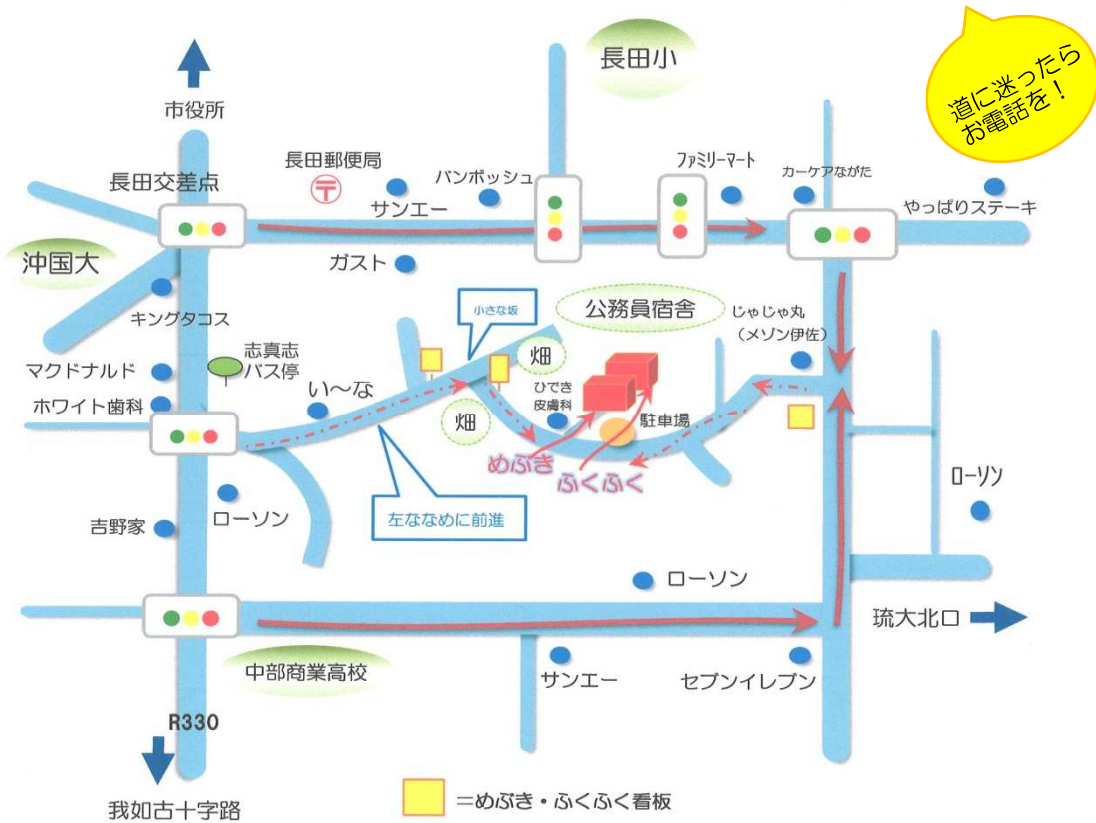 道に迷ったら
お電話を！
長田小
市役所
長田交差点
長田郵便局
〒
サンエー
バンボッシュ
ファミリーマート
カーケアながた
やっぱりステーキ
沖国大
ガスト
キングタコス
小さな坂
公務員宿舎
じゃじゃ丸
（メゾン伊佐）
志真志
バス停
マクドナルド
い～な
畑
ひでき
皮膚科
ホワイト歯科
畑
駐車場
めぶき
ふくふく
ローソン
左ななめに前進
ローソン
吉野家
ローソン
琉大北口
中部商業高校
サンエー
セブンイレブン
R330
我如古十字路
＝めぶき・ふくふく看板